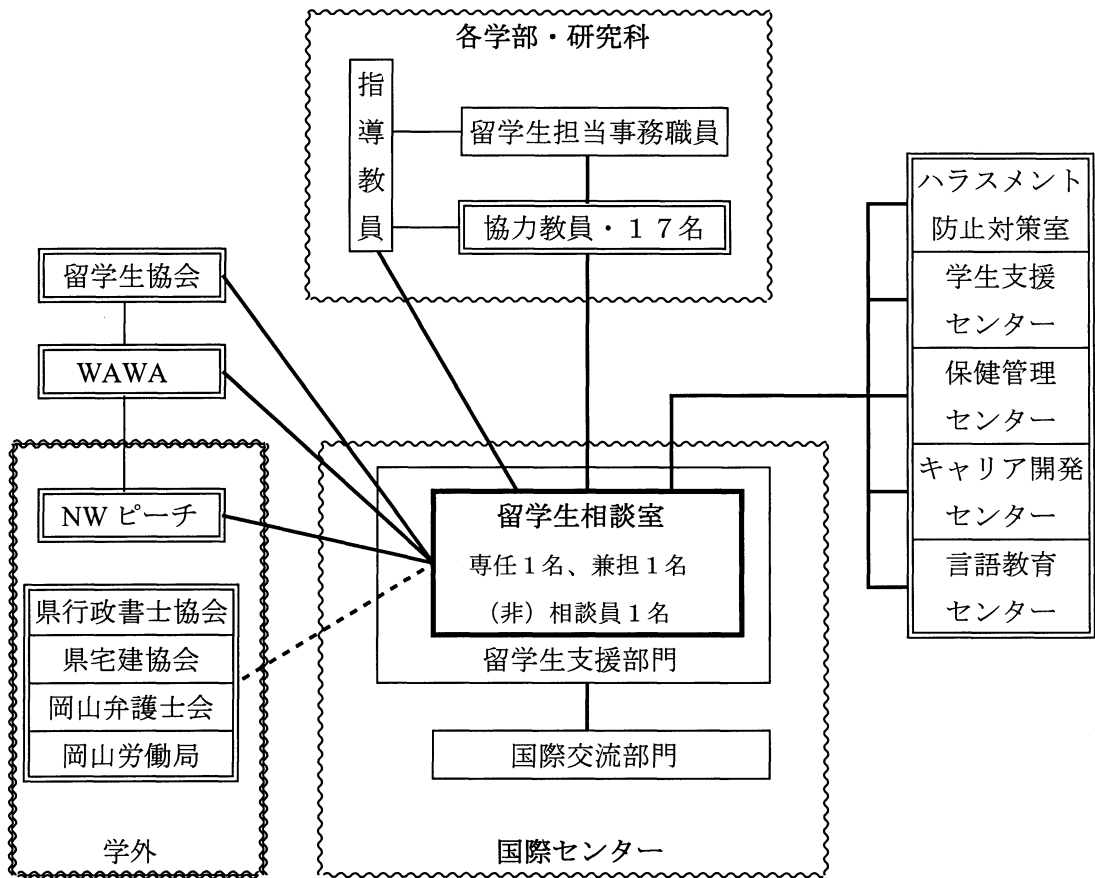 各学部・研究科
指導教員
留学生担当事務職員
協力教員・１７名
留学生協会
WAWA
NW ピーチ
県行政書士協会
県宅建協会
岡山弁護士会
岡山労働局
学外
留学生相談室
専任１名、兼担１名
（非）相談員１名
留学生支援部門
国際交流部門
国際センター
ハラスメント
防止対策室
学生支援
センター
保健管理
センター
キャリア開発
センター
言語教育
センター